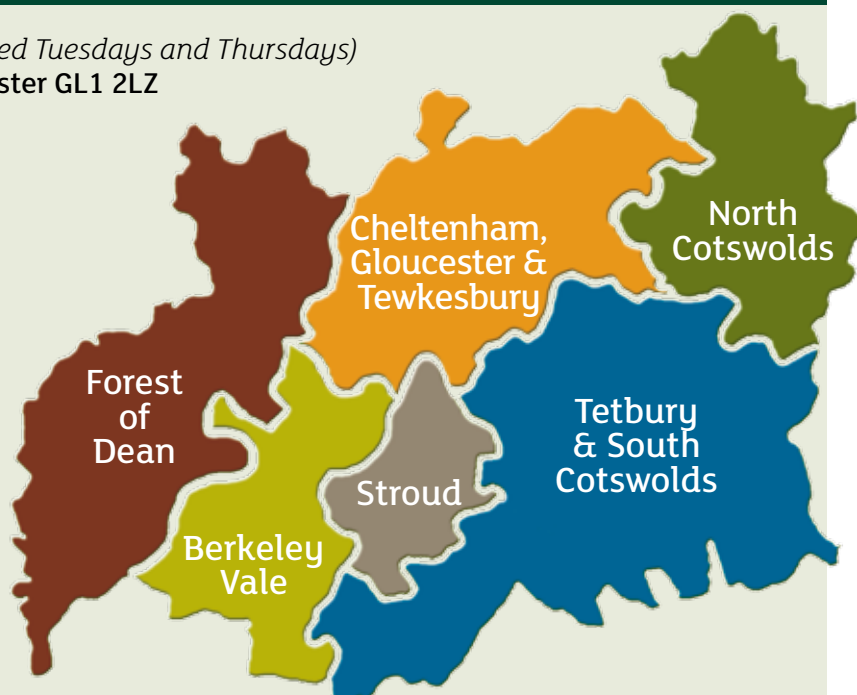 ed Tuesdays and Thursdays)
ster GL1 2LZ
Cheltenham,
Gloucester &
Tewkesbury
North
Cotswolds
Forest
of
Dean
Tetbury
& South
Cotswolds
Stroud
Berkeley
Vale